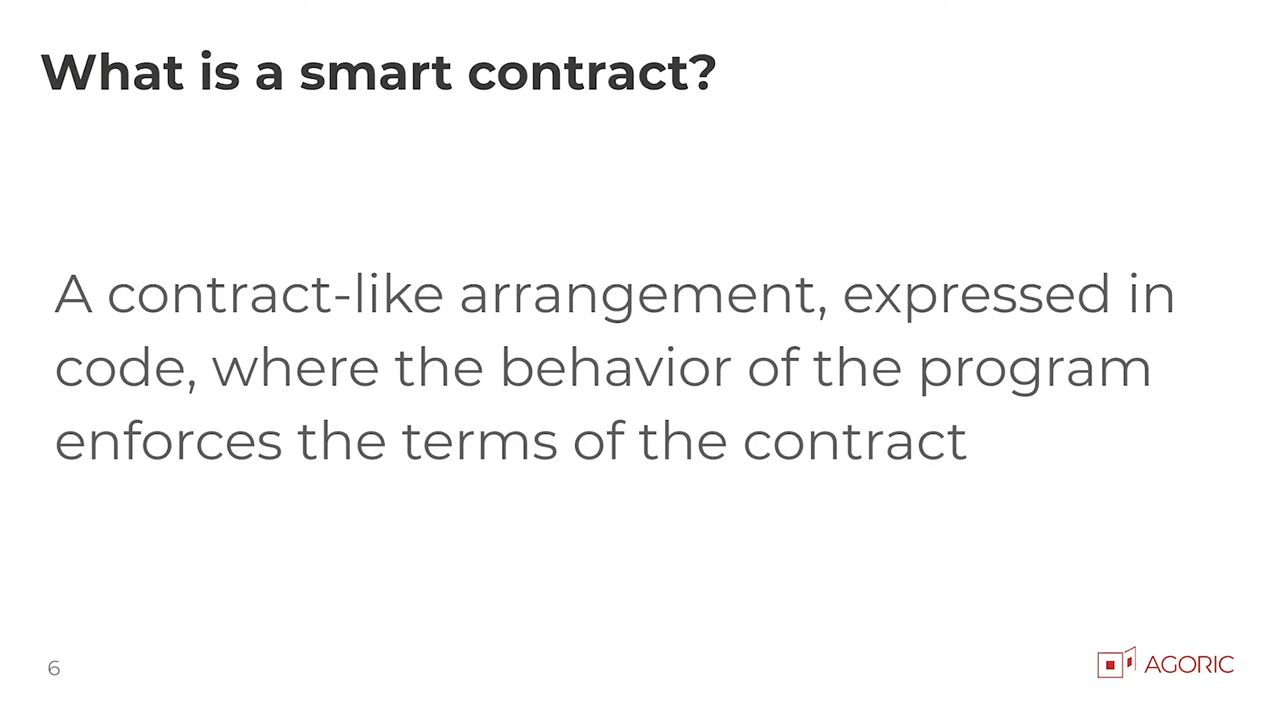 What is a smart contract?
A contract-like arrangement, expressed in
code, where the behavior of the program
enforces the terms of the contract
6
AGORIC